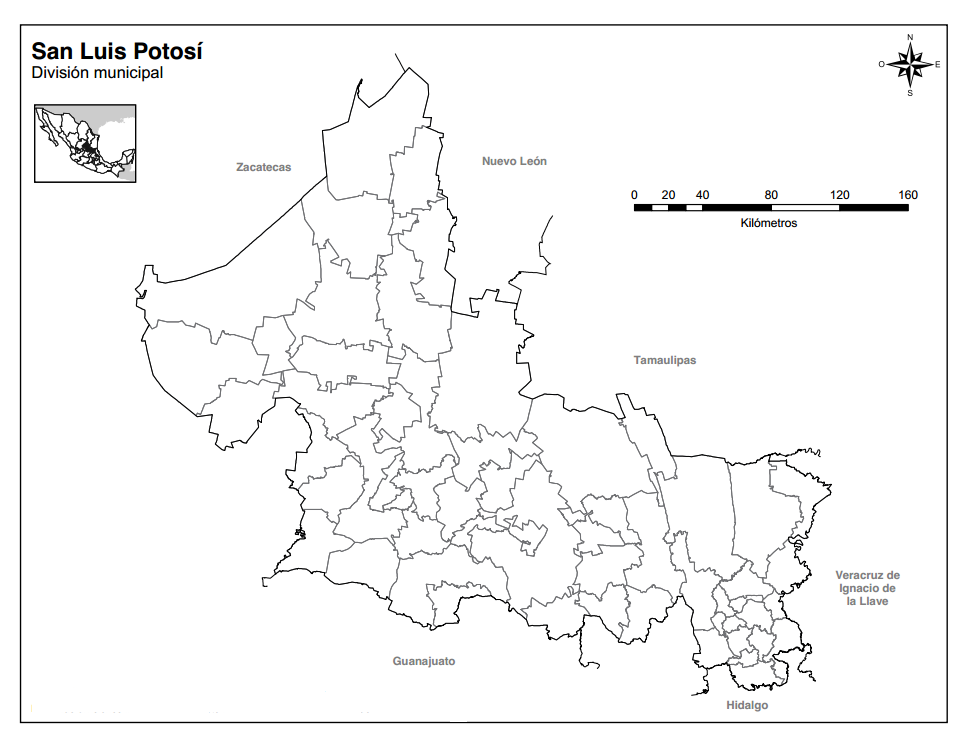 San Luis Potosí
División municipal
N
O
E
S
Zacatecas
Nuevo León
0 20 40 80 120 160
Kilómetros
Tamaulipas
Veracruz de
Ignacio de
la Llave
Guanajuato
Hidalgo